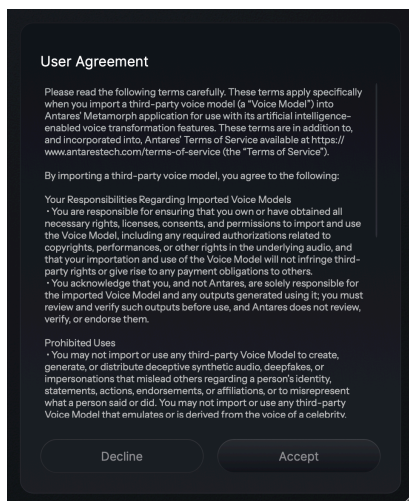 User Agreement
Please read the following terms carefully. These terms apply specifically
when you import a third-party voice model (a “Voice Model”) into
Antares’ Metamorph application for use with its artificial intelligence-
enabled voice transformation features. These terms are in addition to,
and incorporated into, Antares’ Terms of Service available at https://
www.antarestech.com/terms-of-service (the “Terms of Service”).
By importing a third-party voice model, you agree to the following:
Your Responsibilities Regarding Imported Voice Models
• You are responsible for ensuring that you own or have obtained all
necessary rights, licenses, consents, and permissions to import and use
the Voice Model, including any required authorizations related to
copyrights, performances, or other rights in the underlying audio, and
that your importation and use of the Voice Model will not infringe third-
party rights or give rise to any payment obligations to others.
• You acknowledge that you, and not Antares, are solely responsible for
the imported Voice Model and any outputs generated using it; you must
review and verify such outputs before use, and Antares does not review,
verify, or endorse them.
Prohibited Uses
• You may not import or use any third-party Voice Model to create,
generate, or distribute deceptive synthetic audio, deepfakes, or
impersonations that mislead others regarding a person’s identity,
statements, actions, endorsements, or affiliations, or to misrepresent
what a person said or did. You may not import or use any third-party
Voice Model that emulates or is derived from the voice of a celebrity,
Decline
Accept